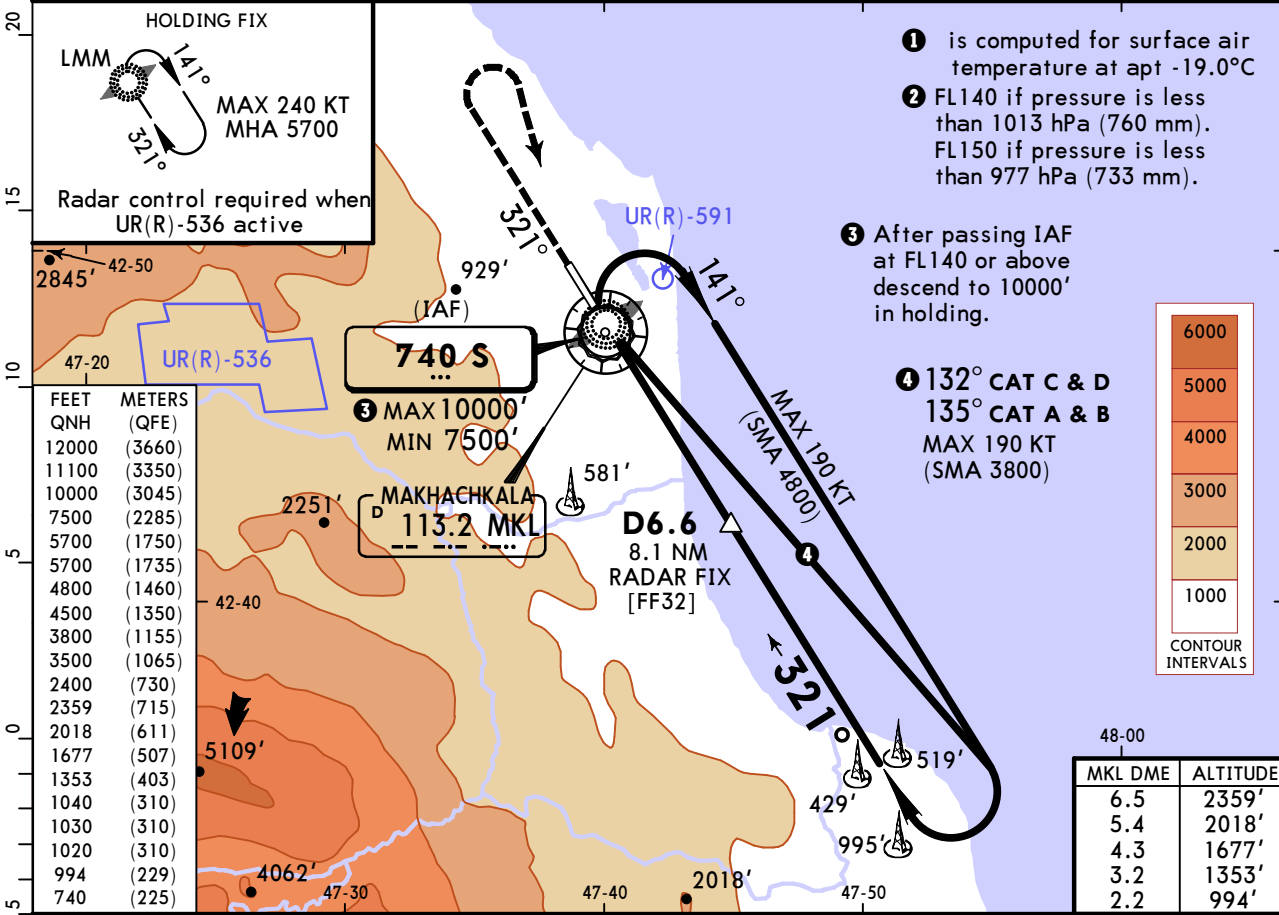 HOLDING FIX
LMM
141°
321°
MAX 240 KT
MHA 5700
Radar control required when
UR(R)-536 active
❶ is computed for surface air
temperature at apt -19.0°C
❷ FL140 if pressure is less
than 1013 hPa (760 mm).
FL150 if pressure is less
than 977 hPa (733 mm).
❸ After passing IAF
at FL140 or above
descend to 10000'
in holding.
❹ 132° CAT C & D
135° CAT A & B
MAX 190 KT
(SMA 3800)
20
15
10
5
0
5
2845'
42-50
47-20
UR(R)-536
929'
(IAF)
740 S
•••
❸ MAX 10000'
MIN 7500'
321°
UR(R)-591
141°
MAX 190 KT
(SMA 4800)
2251'
D
MAKHACHKALA
113.2 MKL
581'
D6.6
8.1 NM
RADAR FIX
[FF32]
❹
321°
42-40
5109'
4062'
47-30
47-40
2018'
47-50
429'
519'
995'
48-00
6000
5000
4000
3000
2000
1000
CONTOUR
INTERVALS
FEET METERS
QNH (QFE)
12000 (3660)
11100 (3350)
10000 (3045)
7500 (2285)
5700 (1750)
5700 (1735)
4800 (1460)
4500 (1350)
3800 (1155)
3500 (1065)
2400 (730)
2359 (715)
2018 (611)
1677 (507)
1353 (403)
1040 (310)
1030 (310)
1020 (310)
994 (229)
740 (225)
MKL DME ALTITUDE
6.5 2359'
5.4 2018'
4.3 1677'
3.2 1353'
2.2 994'